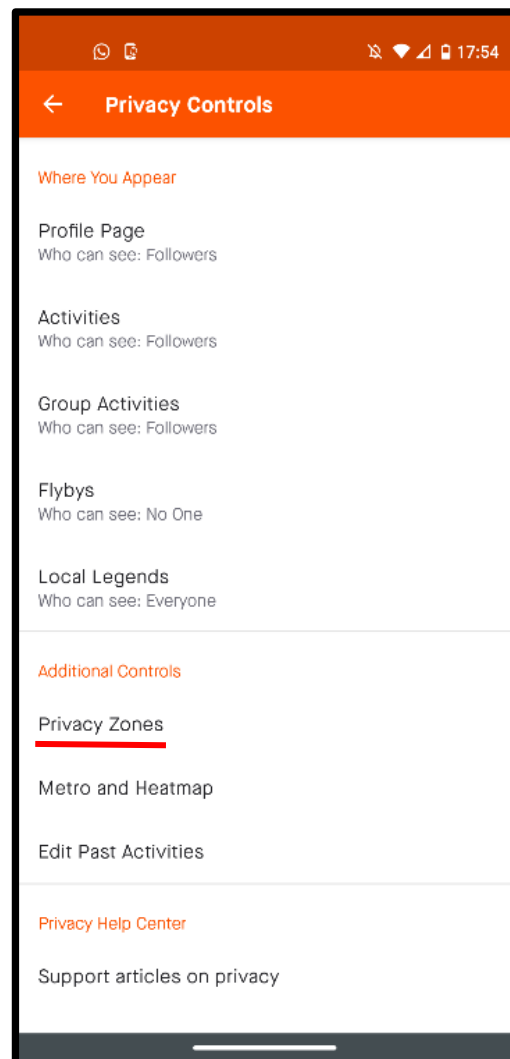 17:54
Privacy Controls
Where You Appear
Profile Page
Who can see: Followers
Activities
Who can see: Followers
Group Activities
Who can see: Followers
Flybys
Who can see: No One
Local Legends
Who can see: Everyone
Additional Controls
Privacy Zones
Metro and Heatmap
Edit Past Activities
Privacy Help Center
Support articles on privacy